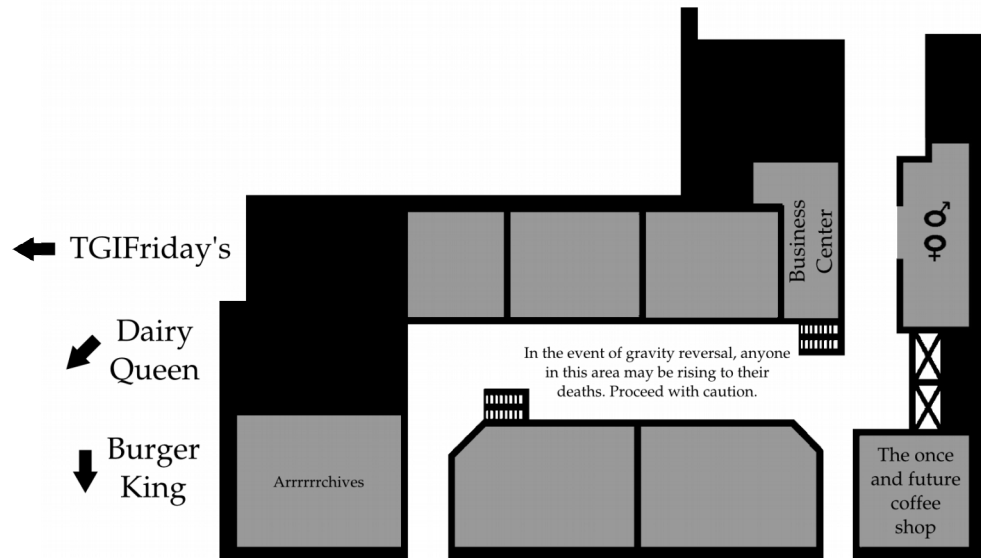 Business
Center
TGIFriday's
Dairy
Queen
In the event of gravity reversal, anyone
in this area may be rising to their
deaths. Proceed with caution.
Burger
King
Arrrrrrchives
The once
and future
coffee
shop